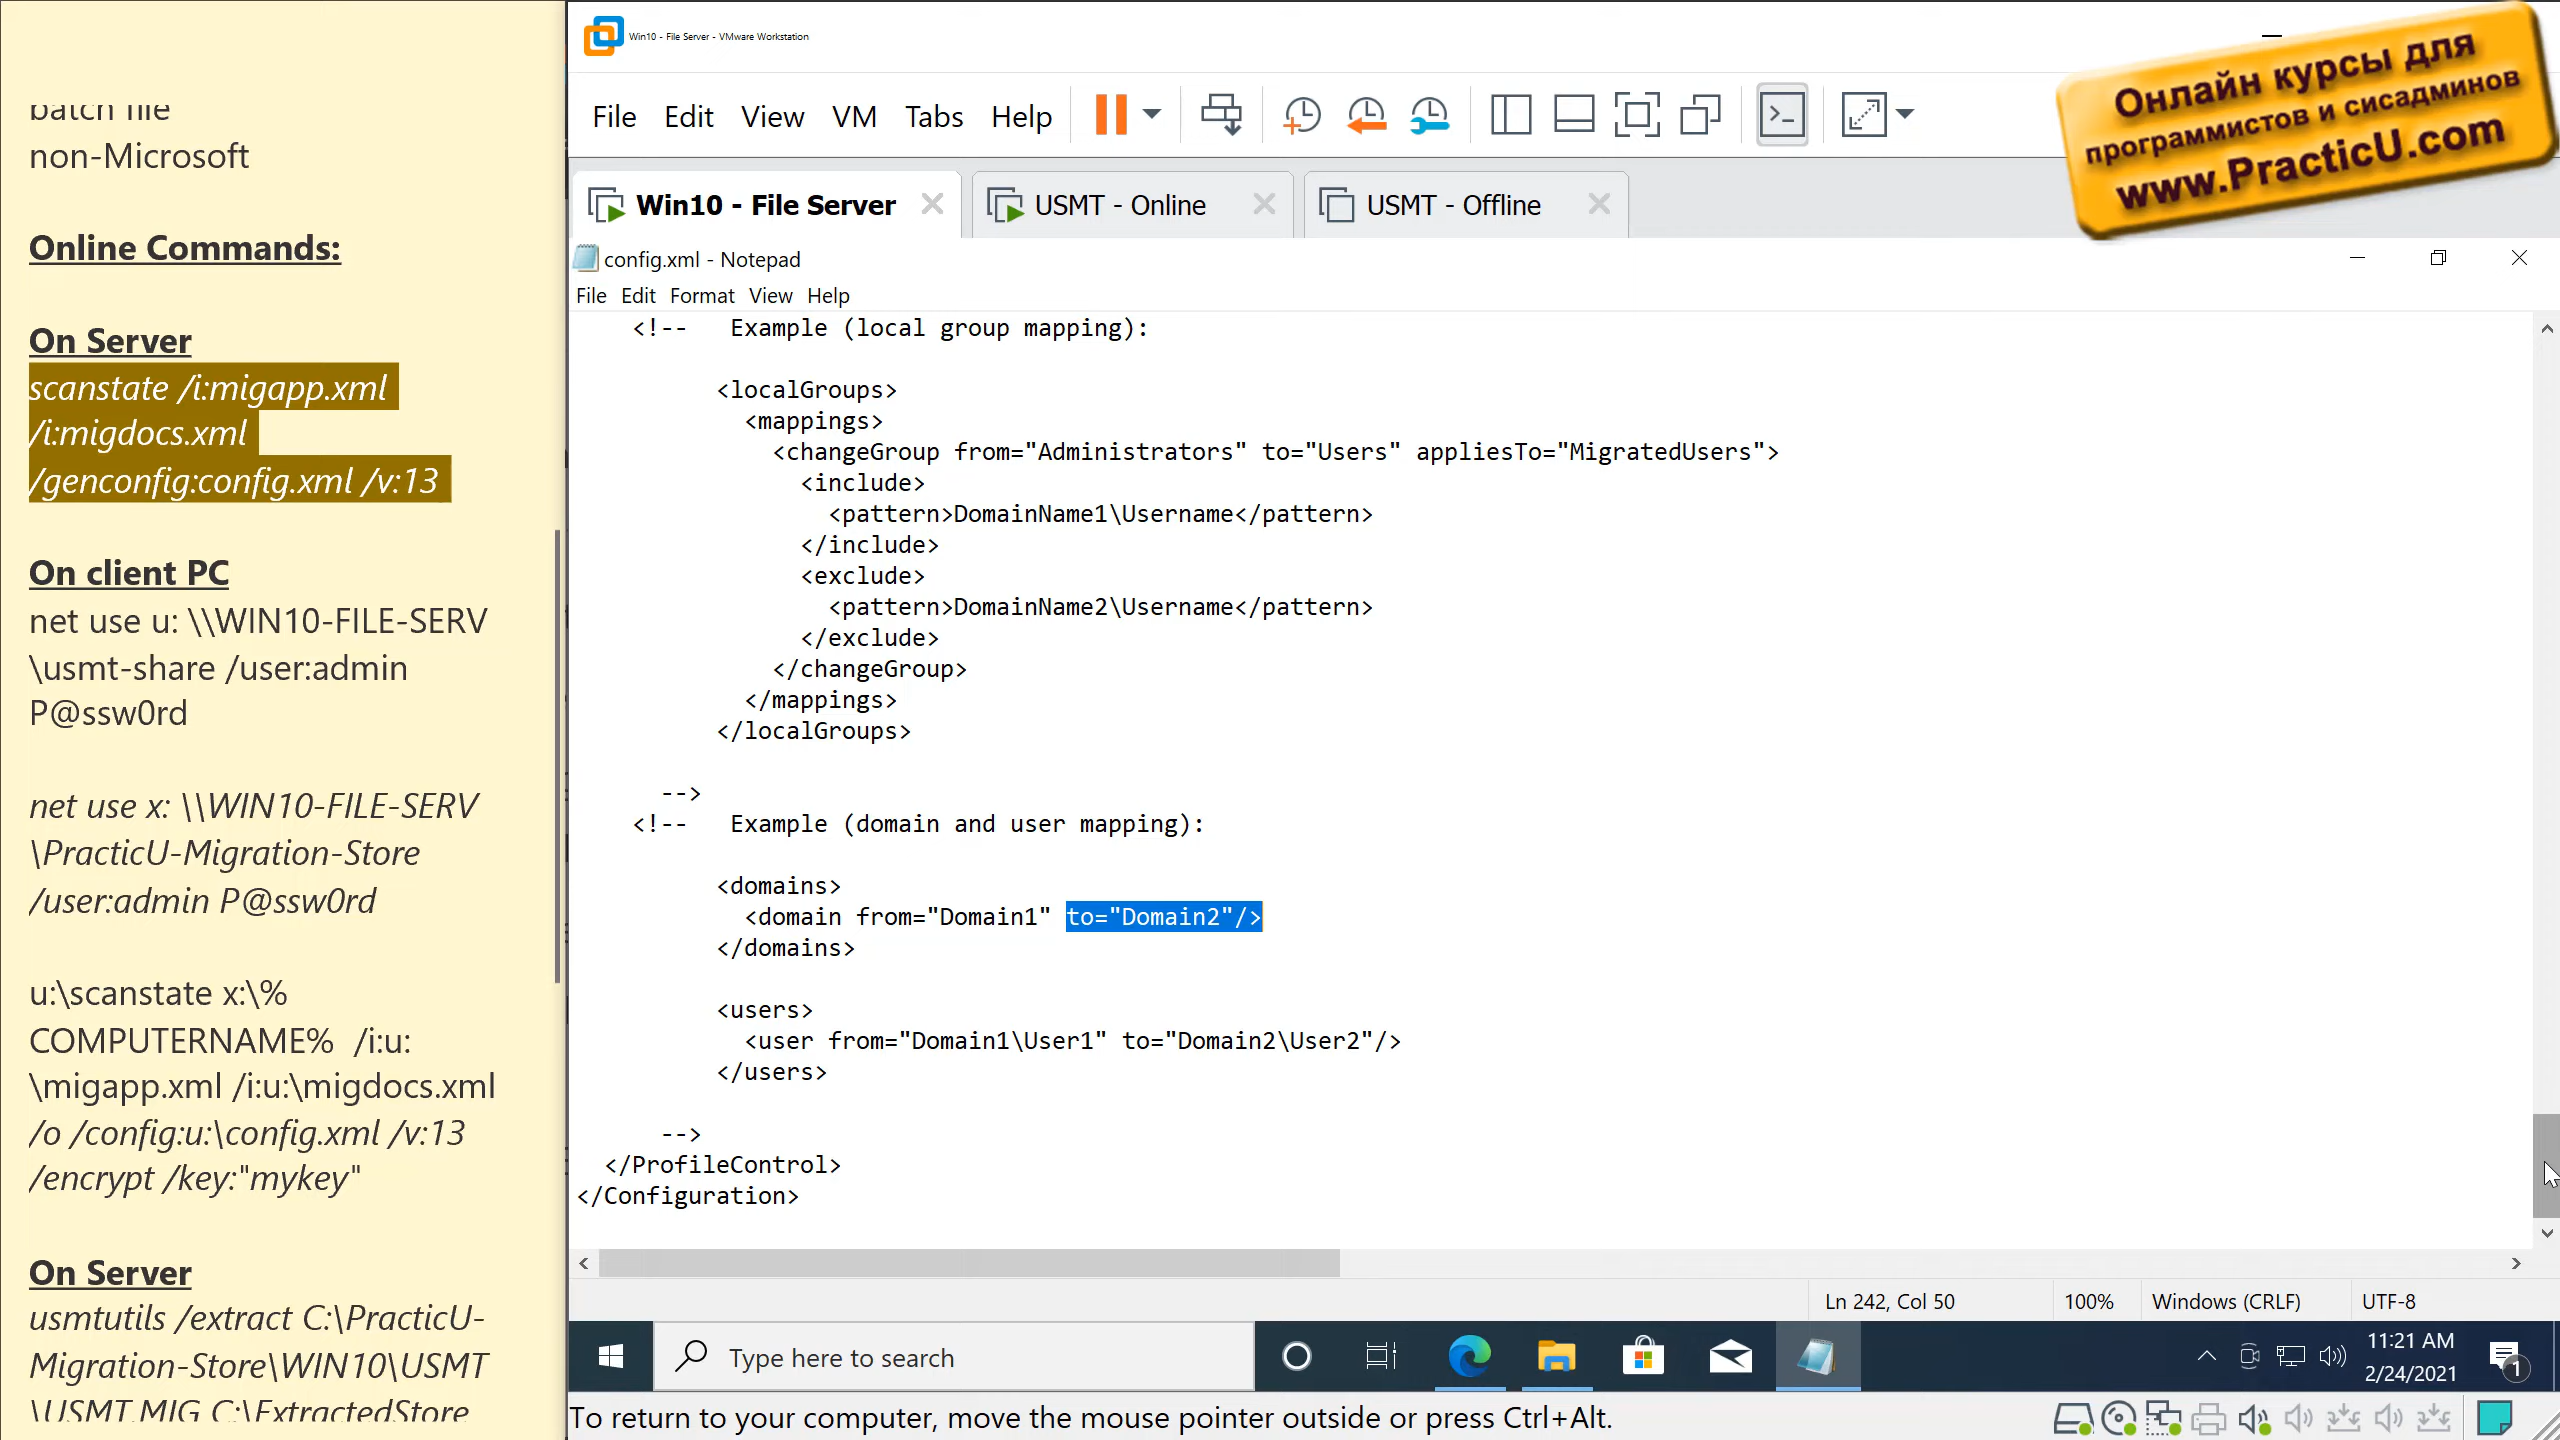 batch file
non-Microsoft
Online Commands:
On Server
scanstate /i:migapp.xml
/i:migdocs.xml
/genconfig:config.xml /v:13
On client PC
net use u: \\WIN10-FILE-SERV
\usmt-share /user:admin
P@ssw0rd
net use x: \\WIN10-FILE-SERV
\PracticU-Migration-Store
/user:admin P@ssw0rd
u:\scanstate x:\%
COMPUTERNAME%  /i:u:
\migapp.xml /i:u:\migdocs.xml
/o /config:u:\config.xml /v:13
/encrypt /key:"mykey"
On Server
usmtutils /extract C:\PracticU-
Migration-Store\WIN10\USMT
\USMT.MIG C:\ExtractedStore
Win10 - File Server - VMware Workstation
File Edit View VM Tabs Help
Онлайн курсы для
программистов и сисадминов
www.PracticU.com
Win10 - File Server
USMT - Online
USMT - Offline
config.xml - Notepad
File Edit Format View Help
<!--   Example (local group mapping):
<localGroups>
<mappings>
<changeGroup from="Administrators" to="Users" appliesTo="MigratedUsers">
<include>
<pattern>DomainName1\Username</pattern>
</include>
<exclude>
<pattern>DomainName2\Username</pattern>
</exclude>
</changeGroup>
</mappings>
</localGroups>
-->
<!--   Example (domain and user mapping):
<domains>
<domain from="Domain1" to="Domain2"/>
</domains>
<users>
<user from="Domain1\User1" to="Domain2\User2"/>
</users>
-->
</ProfileControl>
</Configuration>
Ln 242, Col 50
100%
Windows (CRLF)
UTF-8
Type here to search
11:21 AM
2/24/2021
1
To return to your computer, move the mouse pointer outside or press Ctrl+Alt.